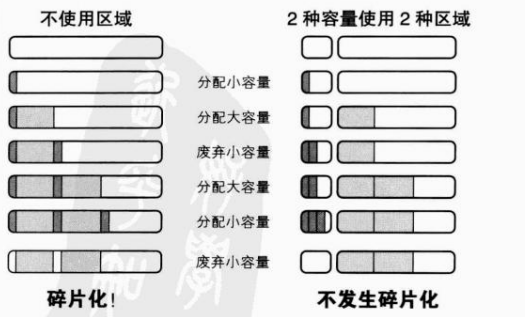 不使用区域
2 种容量使用 2 种区域
分配小容量
分配大容量
废弃小容量
分配大容量
分配小容量
废弃小容量
碎片化！
不发生碎片化